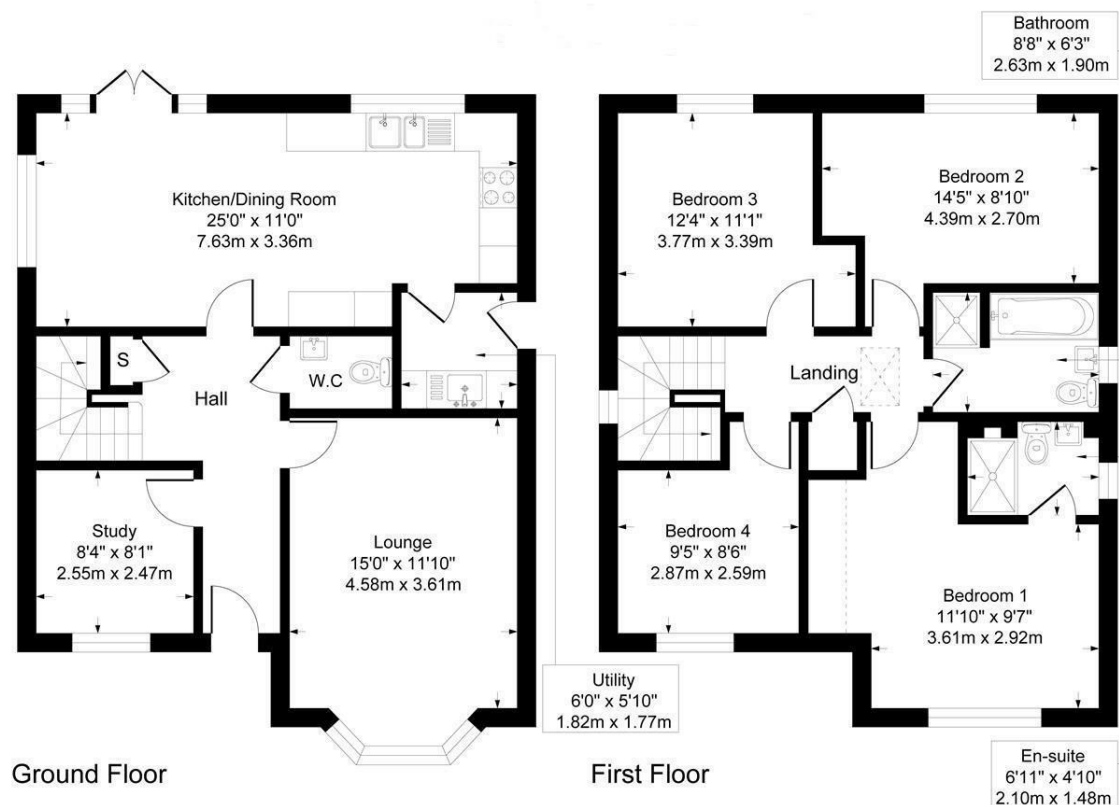 Kitchen/Dining Room
25'0" x 11'0"
7.63m x 3.36m
S
Hall
W.C
Study
8'4" x 8'1"
2.55m x 2.47m
Lounge
15'0" x 11'10"
4.58m x 3.61m
Utility
6'0" x 5'10"
1.82m x 1.77m
Ground Floor
Bathroom
8'8" x 6'3"
2.63m x 1.90m
Bedroom 3
12'4" x 11'1"
3.77m x 3.39m
Bedroom 2
14'5" x 8'10"
4.39m x 2.70m
Landing
Bedroom 4
9'5" x 8'6"
2.87m x 2.59m
Bedroom 1
11'10" x 9'7"
3.61m x 2.92m
First Floor
En-suite
6'11" x 4'10"
2.10m x 1.48m